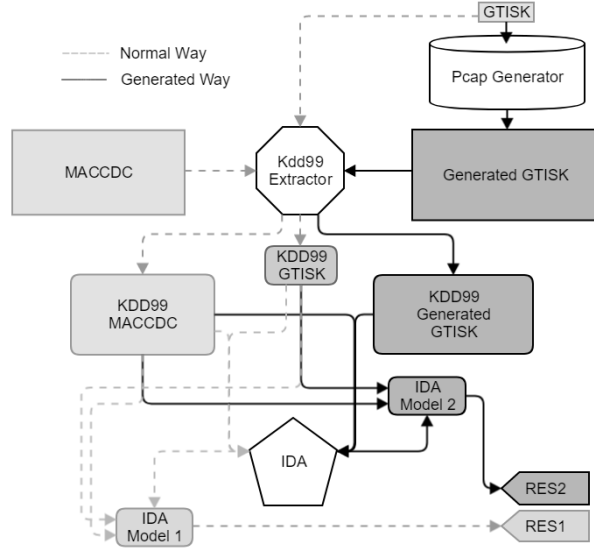 GTISK
Normal Way
Generated Way
Pcap Generator
MACCDC
Kdd99
Extractor
Generated GTISK
KDD99
GTISK
KDD99
MACCDC
KDD99
Generated
GTISK
IDA
Model 2
IDA
RES2
IDA
Model 1
RES1